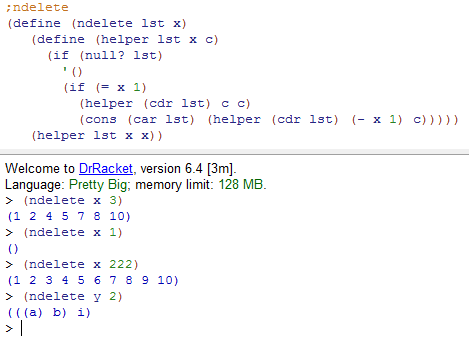 ;ndelete
(define (ndelete lst x)
(define (helper lst x c)
(if (null? lst)
'()
(if (= x 1)
(helper (cdr lst) c c)
(cons (car lst) (helper (cdr lst) (- x 1) c)))))
(helper lst x x))
Welcome to DrRacket, version 6.4 [3m].
Language: Pretty Big; memory limit: 128 MB.
> (ndelete x 3)
(1 2 4 5 7 8 10)
> (ndelete x 1)
()
> (ndelete x 222)
(1 2 3 4 5 6 7 8 9 10)
> (ndelete y 2)
(((a) b) i)
>